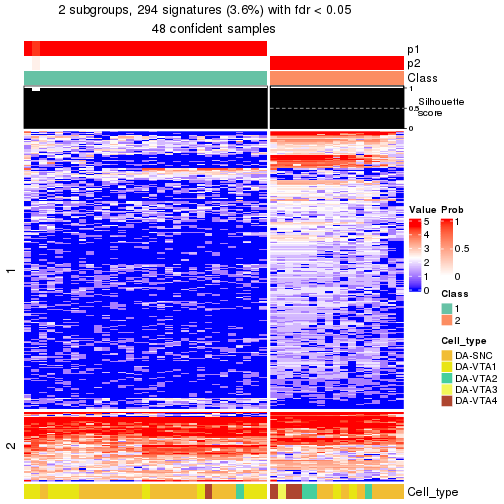 2 subgroups, 294 signatures (3.6%) with fdr < 0.05
48 confident samples
p1
p2
Class
1
0.5
0
Silhouette
score
1
2
Value
5
4
3
2
1
0
Prob
1
0.5
0
Class
1
2
Cell_type
DA-SNC
DA-VTA1
DA-VTA2
DA-VTA3
DA-VTA4
Cell_type